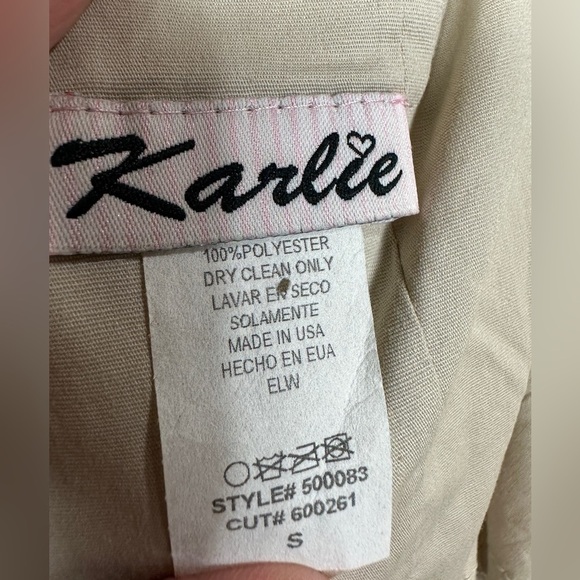 Karlie
100%POLYESTER
DRY CLEAN ONLY
LAVAR EN SECO
SOLAMENTE
MADE IN USA
HECHO EN EUA
ELW
STYLE# 500083
CUT# 600261
S